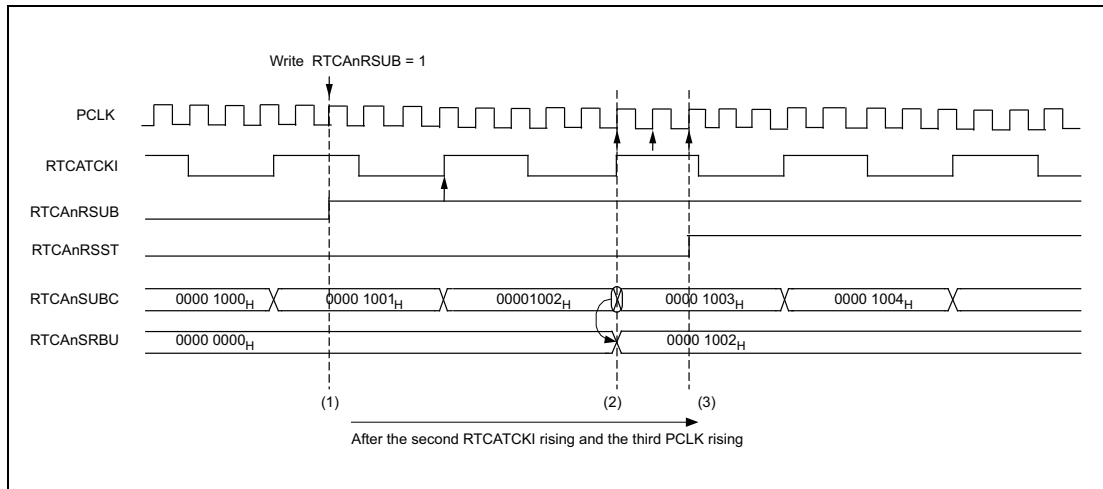 Write RTCAnRSUB = 1
PCLK
RTCATCKI
RTCAnRSUB
RTCAnRSST
RTCAnSUBC 0000 1000H 0000 1001H 00001002H 0000 1003H 0000 1004H
RTCAnSRBU 0000 0000H 0000 1002H
(1) (2) (3)
After the second RTCATCKI rising and the third PCLK rising